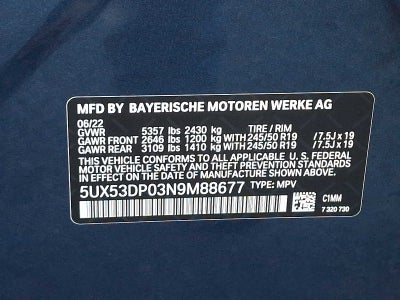 MFD BY BAYERISCHE MOTOREN WERKE AG
06/22
GVWR 5357 lbs 2430 kg TIRE / RIM
GAWR FRONT 2646 lbs 1200 kg WITH 245/50 R19 / 7.5J x 19
GAWR REAR 3109 lbs 1410 kg WITH 245/50 R19 / 7.5J x 19
THIS VEHICLE CONFORMS TO ALL APPLICABLE FEDERAL
MOTOR VEHICLE SAFETY AND THEFT PREVENTION STANDARDS
IN EFFECT ON THE DATE OF MANUFACTURE SHOWN ABOVE.
5UX53DP03N9M88677 TYPE: MPV
C1MM
7 320 730